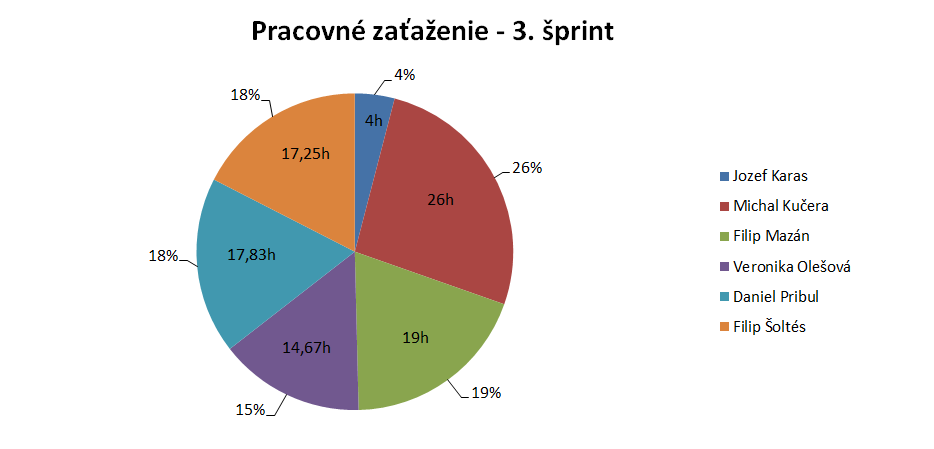 Pracovné zaťaženie - 3. šprint
4%
4h
26%
26h
19h
19%
14,67h
15%
17,83h
18%
17,25h
18%
Jozef Karas
Michal Kučera
Filip Mazán
Veronika Olešová
Daniel Pribul
Filip Šoltés